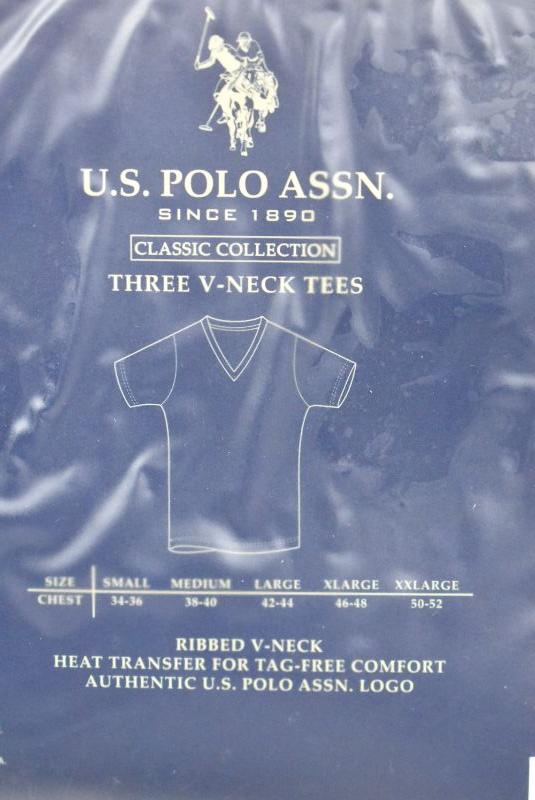 U.S. POLO ASSN.
SINCE 1890
CLASSIC COLLECTION
THREE V-NECK TEES
SIZE SMALL MEDIUM LARGE XLARGE XXLARGE
CHEST 34-36 38-40 42-44 46-48 50-52
RIBBED V-NECK
HEAT TRANSFER FOR TAG-FREE COMFORT
AUTHENTIC U.S. POLO ASSN. LOGO